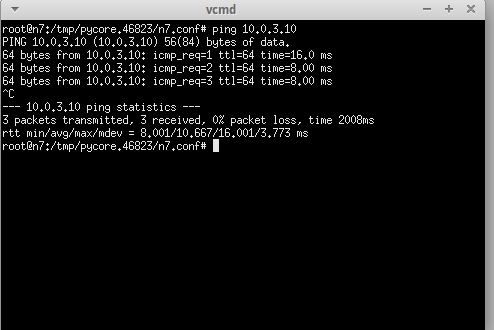 vcmd
root@n7:/tmp/pycore.46823/n7.conf# ping 10.0.3.10
PING 10.0.3.10 (10.0.3.10) 56(84) bytes of data.
64 bytes from 10.0.3.10: icmp_req=1 ttl=64 time=16.0 ms
64 bytes from 10.0.3.10: icmp_req=2 ttl=64 time=8.00 ms
64 bytes from 10.0.3.10: icmp_req=3 ttl=64 time=8.00 ms
^C
--- 10.0.3.10 ping statistics ---
3 packets transmitted, 3 received, 0% packet loss, time 2008ms
rtt min/avg/max/mdev = 8.001/10.667/16.001/3.773 ms
root@n7:/tmp/pycore.46823/n7.conf#